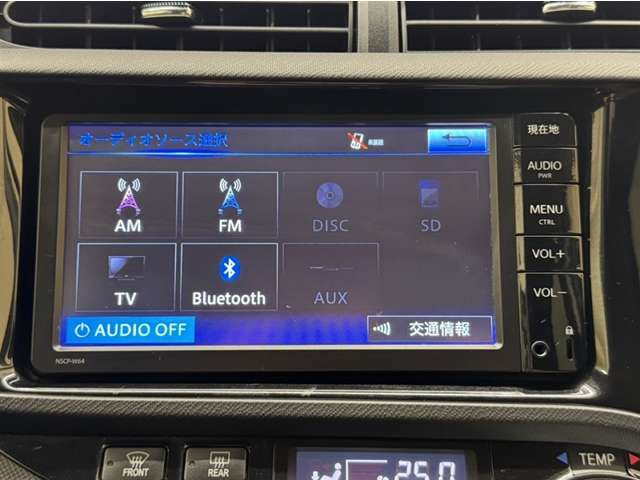 オーディオソース選択
現在地
AUDIO
PWR
AM
FM
DISC
SD
MENU
CTRL
TV
Bluetooth
AUX
VOL+
VOL-
AUDIO OFF
交通情報
NSCP-W64
FRONT
REAR
25.0
TEMP